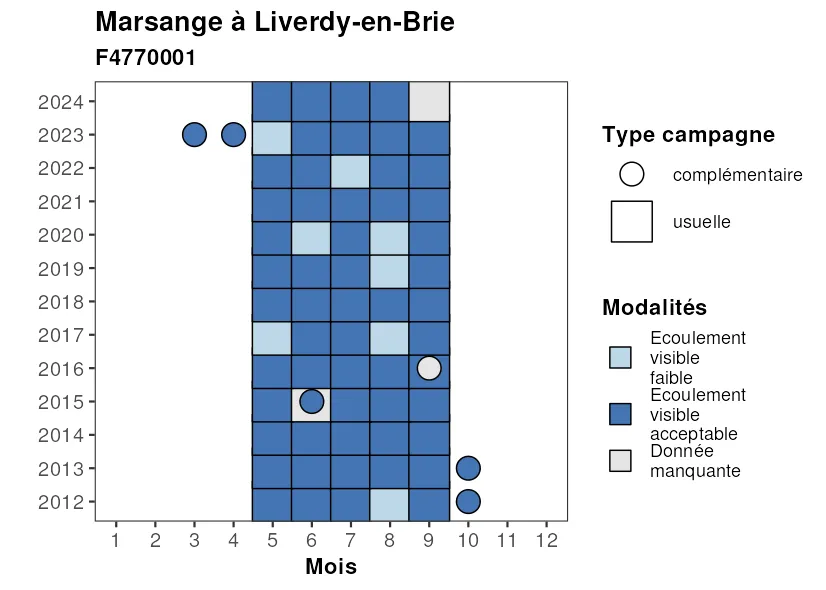 Marsange à Liverdy-en-Brie
F4770001
2024
2023
2022
2021
2020
2019
2018
2017
2016
2015
2014
2013
2012
1 2 3 4 5 6 7 8 9 10 11 12
Mois
Type campagne
complémentaire
usuelle
Modalités
Ecoulement
visible
faible
Ecoulement
visible
acceptable
Donnée
manquante